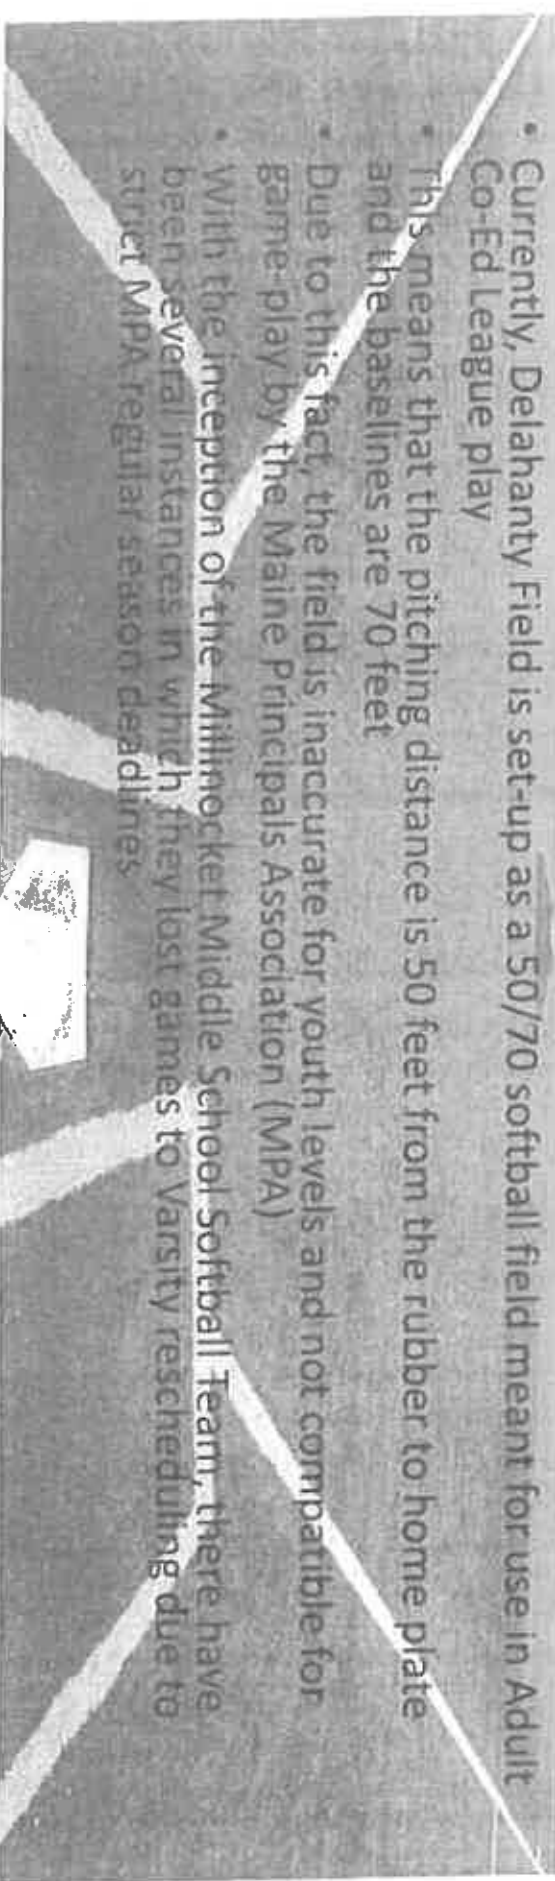 • Currently, Delahanty Field is set-up as a 50/70 softball field meant for use in Adult
Co-Ed League play
• This means that the pitching distance is 50 feet from the rubber to home plate
and the baselines are 70 feet
• Due to this fact, the field is inaccurate for youth levels and not compatible for
game-play by the Maine Principals Association (MPA)
• With the inception of the Millinocket Middle School Softball Team, there have
been several instances in which they lost games to Varsity rescheduling due to
strict MPA regular season deadlines